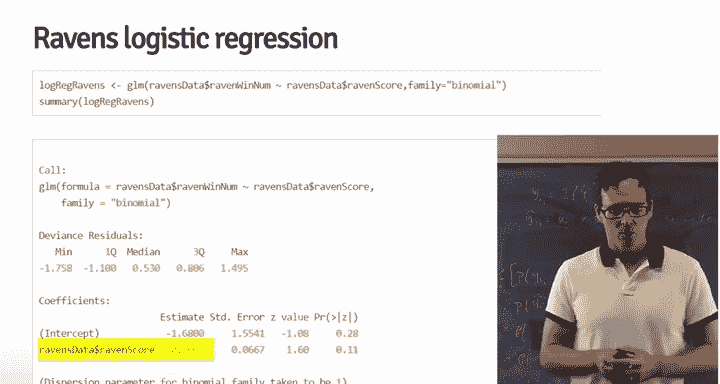 Ravens logistic regression
logRegRavens <- glm(ravensData$ravenWinNum ~ ravensData$ravenScore,family="binomial")
summary(logRegRavens)
Call:
glm(formula = ravensData$ravenWinNum ~ ravensData$ravenScore,
family = "binomial")
Deviance Residuals:
Min 1Q Median 3Q Max
-1.758 -1.100 0.530 0.806 1.495
Coefficients:
Estimate Std. Error z value Pr(>|z|)
(Intercept) -1.6800 1.5541 -1.08 0.28
ravensData$ravenScore 0.0667 1.60 0.11
(Dispersion parameter for binomial family taken to be 1)